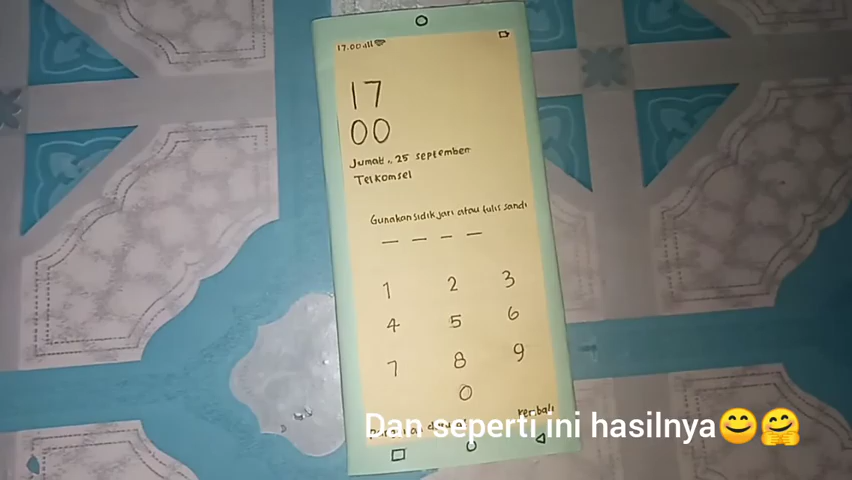 17.00
17
00
Jumat, 25 september
Telkomsel
Gunakan sidik jari atau tulis sandi
1 2 3
4 5 6
7 8 9
0
kembali
Dan seperti ini hasilnya😊🤗